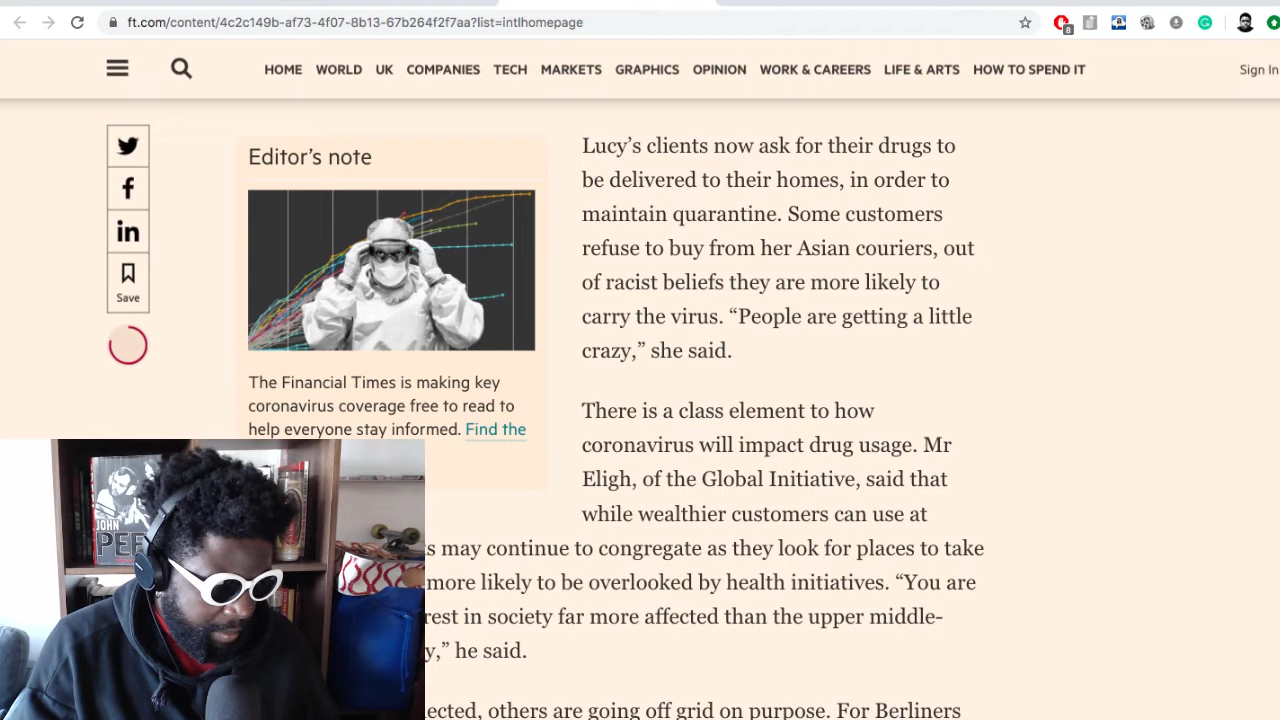 ft.com/content/4c2c149b-af73-4f07-8b13-67b264f2f7aa?list=intlhomepage
8
HOME WORLD UK COMPANIES TECH MARKETS GRAPHICS OPINION WORK & CAREERS LIFE & ARTS HOW TO SPEND IT
Sign In
Save
Editor’s note
The Financial Times is making key
coronavirus coverage free to read to
help everyone stay informed. Find the
Lucy’s clients now ask for their drugs to
be delivered to their homes, in order to
maintain quarantine. Some customers
refuse to buy from her Asian couriers, out
of racist beliefs they are more likely to
carry the virus. “People are getting a little
crazy,” she said.
There is a class element to how
coronavirus will impact drug usage. Mr
Eligh, of the Global Initiative, said that
while wealthier customers can use at
s may continue to congregate as they look for places to take
more likely to be overlooked by health initiatives. “You are
rest in society far more affected than the upper middle-
y,” he said.
lected, others are going off grid on purpose. For Berliners
JOHN
PEE